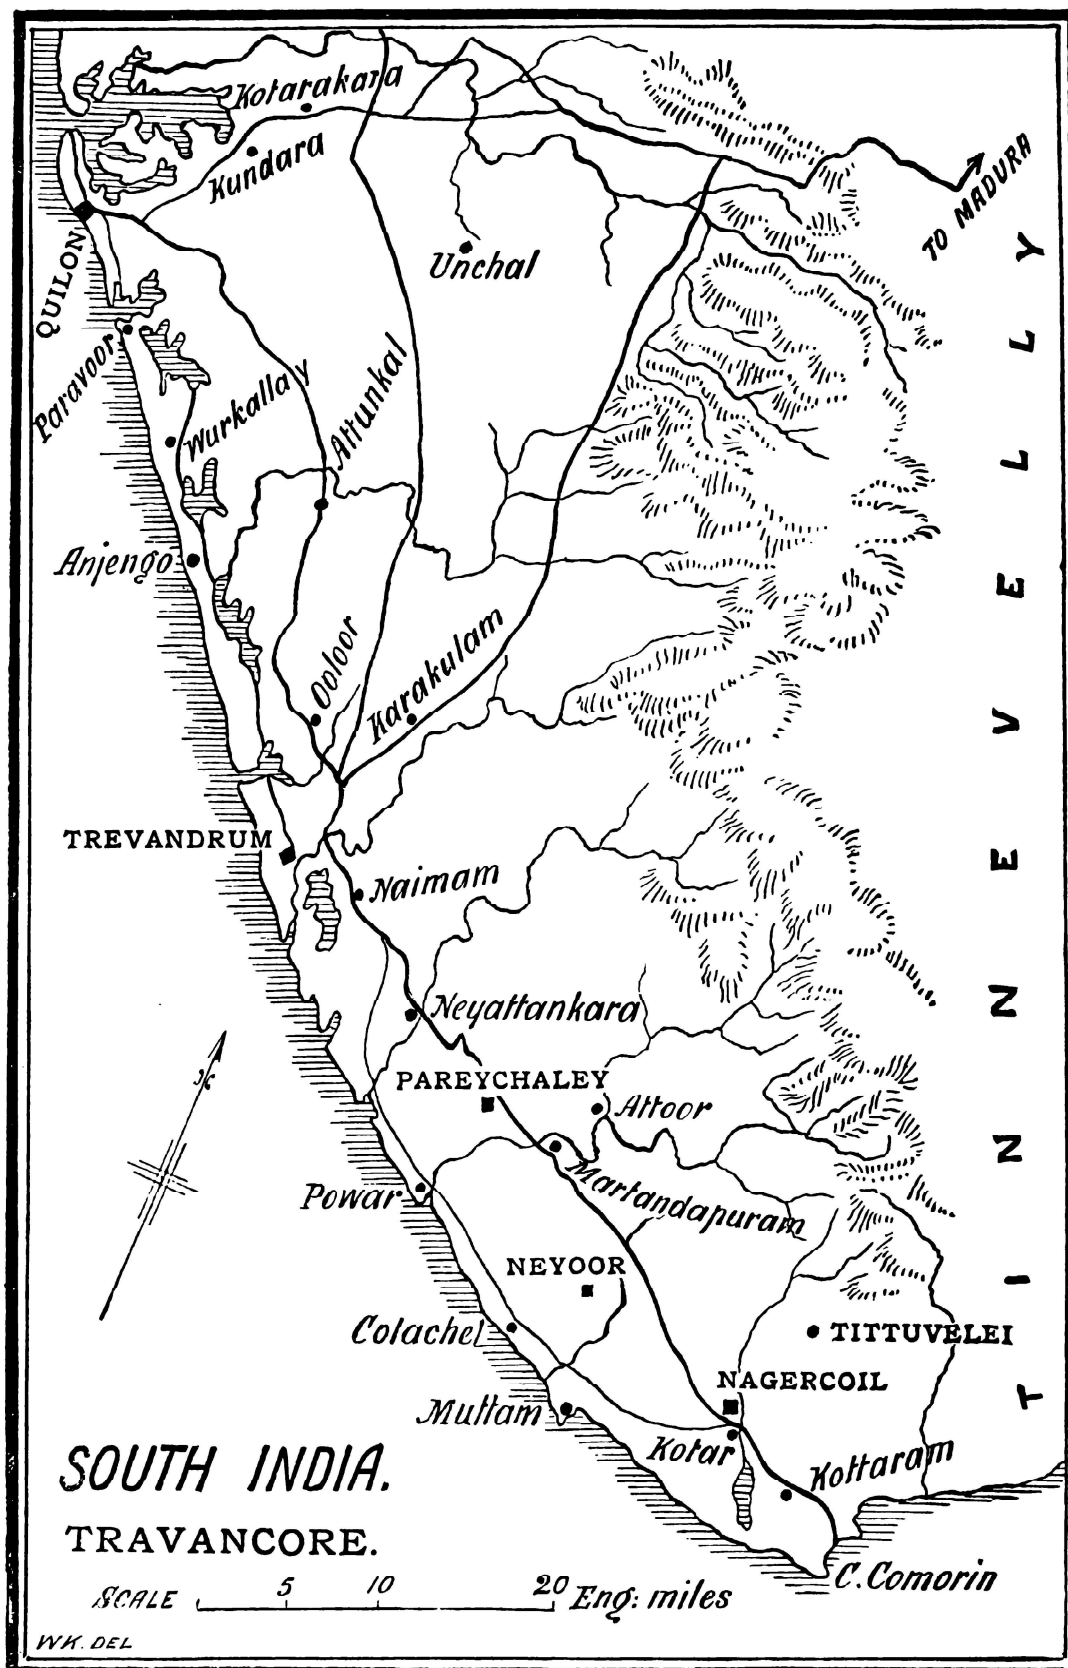 Kotarakara
Kundara
TO MADURA
QUILON
Unchal
Paravoor
Wurkallay
Attunkal
Anjengo
Ooloor
Karakulam
TREVANDRUM
Naimam
Neyattankara
PAREYCHALEY
Attoor
Martandapuram
Powar
NEYOOR
Colachel
TITTUVELEI
NAGERCOIL
Muttam
Kotar
Kottaram
C. Comorin
TINNEVELLY
N
SOUTH INDIA.
TRAVANCORE.
SCALE 5 10 20 Eng: miles
W.K. DEL